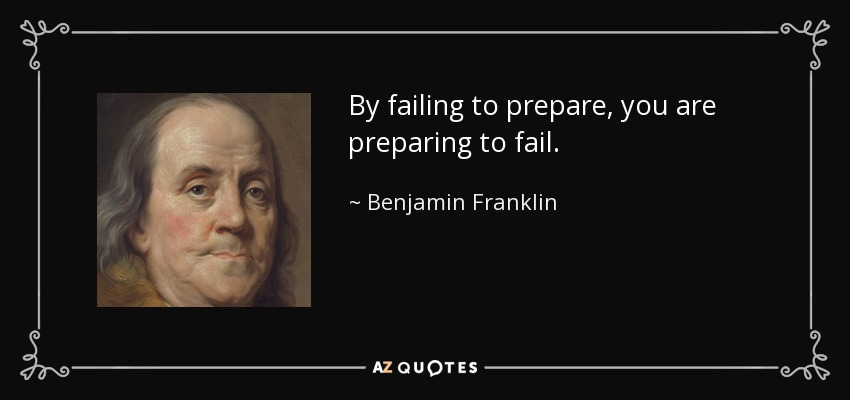 By failing to prepare, you are
preparing to fail.
~ Benjamin Franklin
AZ QUOTES